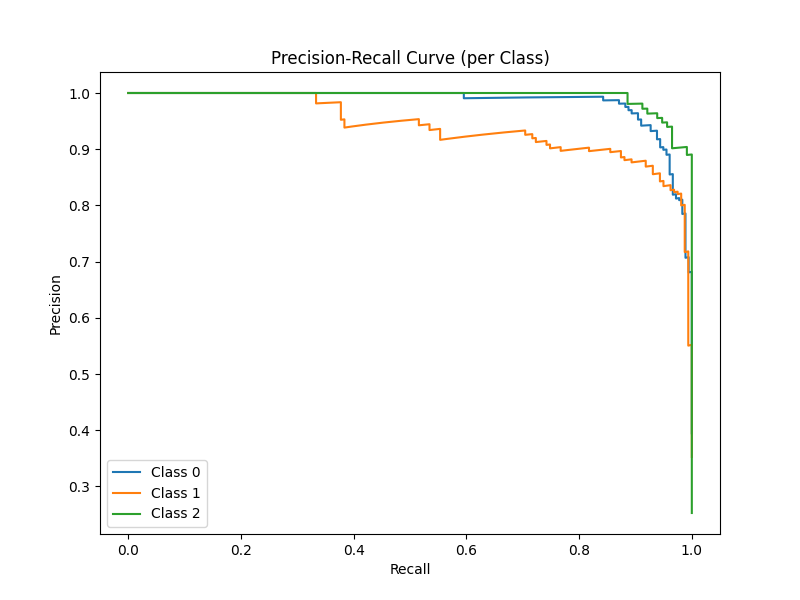 Precision-Recall Curve (per Class)
1.0
0.9
0.8
0.7
0.6
0.5
0.4
0.3
Precision
Class 0
Class 1
Class 2
0.0 0.2 0.4 0.6 0.8 1.0
Recall